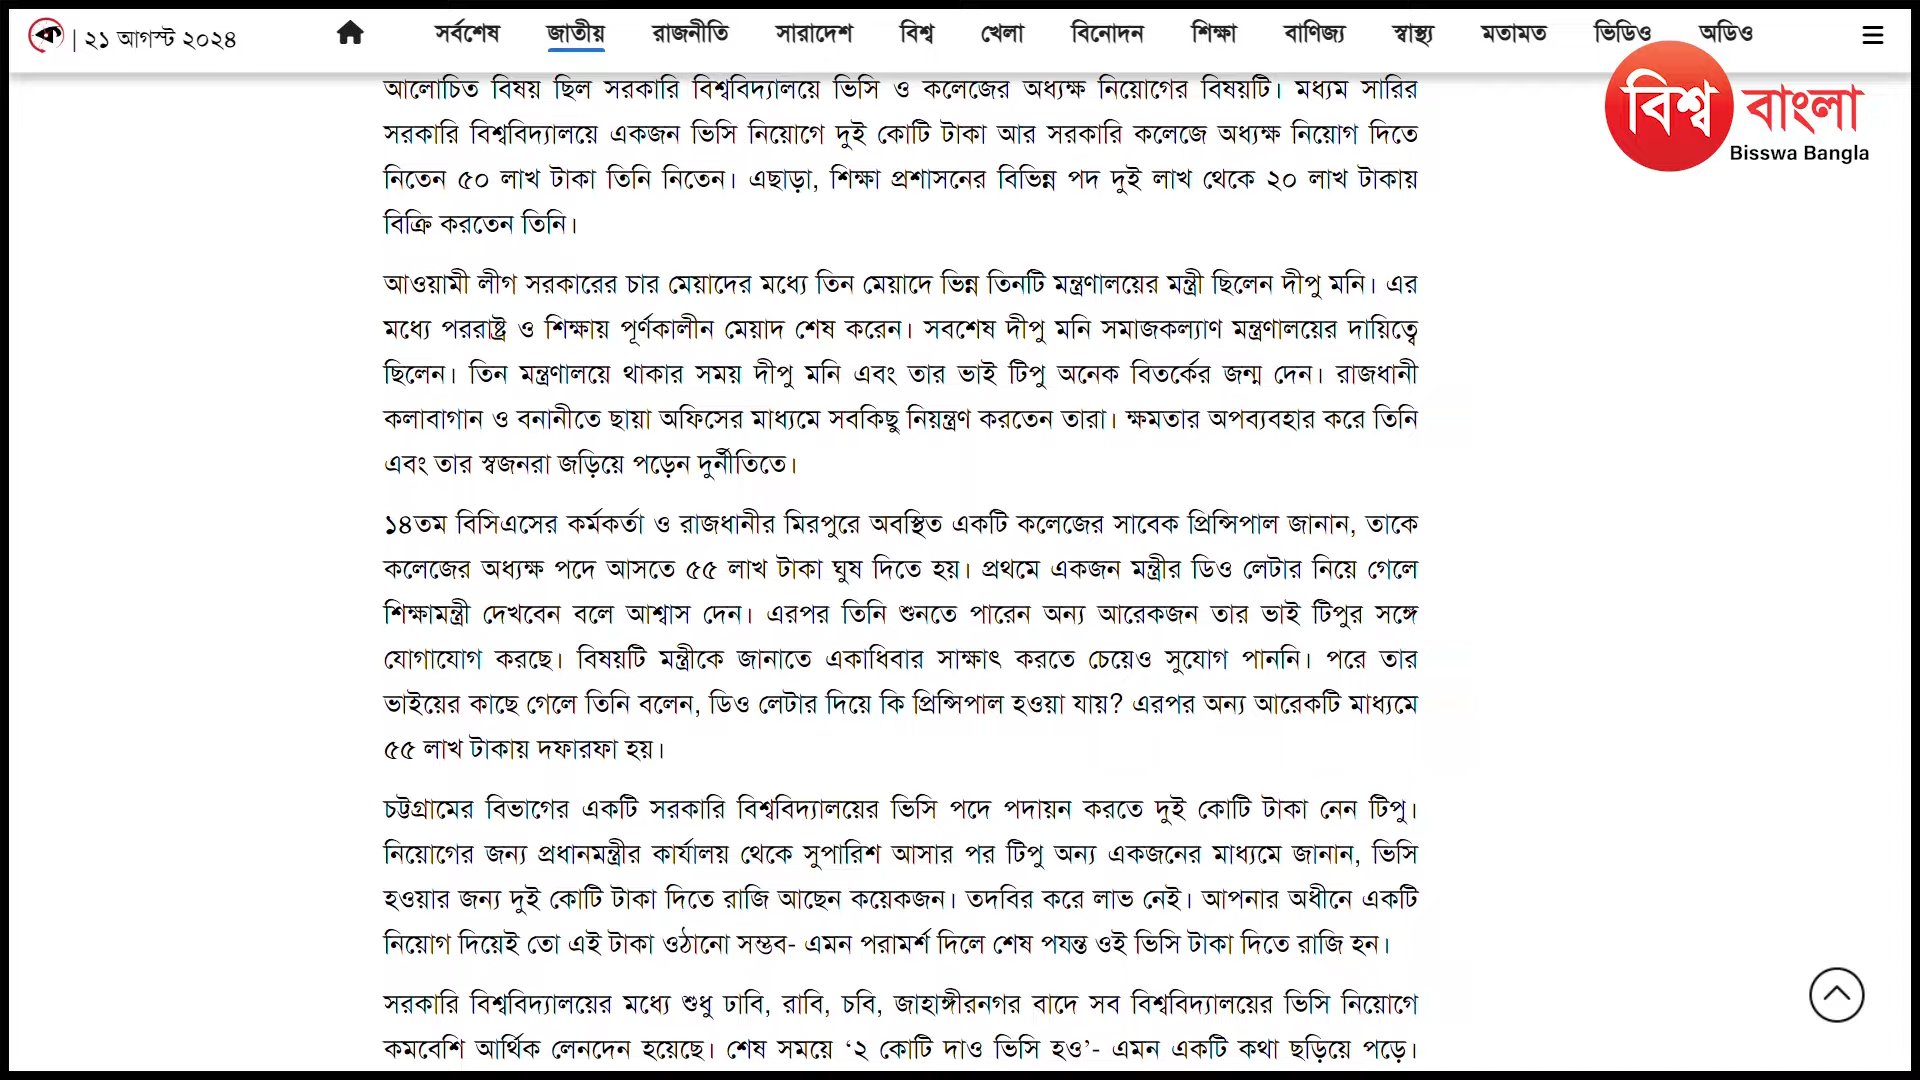 | ২১ আগস্ট ২০২৪ সর্বশেষ জাতীয় রাজনীতি সারাদেশ বিশ্ব খেলা বিনোদন শিক্ষা বাণিজ্য স্বাস্থ্য মতামত ভিডিও অডিও
বিশ্ব বাংলা
Bisswa Bangla
আলোচিত বিষয় ছিল সরকারি বিশ্ববিদ্যালয়ে ভিসি ও কলেজের অধ্যক্ষ নিয়োগের বিষয়টি। মধ্যম সারির
সরকারি বিশ্ববিদ্যালয়ে একজন ভিসি নিয়োগে দুই কোটি টাকা আর সরকারি কলেজে অধ্যক্ষ নিয়োগ দিতে
নিতেন ৫০ লাখ টাকা তিনি নিতেন। এছাড়া, শিক্ষা প্রশাসনের বিভিন্ন পদ দুই লাখ থেকে ২০ লাখ টাকায়
বিক্রি করতেন তিনি।
আওয়ামী লীগ সরকারের চার মেয়াদের মধ্যে তিন মেয়াদে ভিন্ন তিনটি মন্ত্রণালয়ের মন্ত্রী ছিলেন দীপু মনি। এর
মধ্যে পররাষ্ট্র ও শিক্ষায় পূর্ণকালীন মেয়াদ শেষ করেন। সবশেষ দীপু মনি সমাজকল্যাণ মন্ত্রণালয়ের দায়িত্বে
ছিলেন। তিন মন্ত্রণালয়ে থাকার সময় দীপু মনি এবং তার ভাই টিপু অনেক বিতর্কের জন্ম দেন। রাজধানী
কলাবাগান ও বনানীতে ছায়া অফিসের মাধ্যমে সবকিছু নিয়ন্ত্রণ করতেন তারা। ক্ষমতার অপব্যবহার করে তিনি
এবং তার স্বজনরা জড়িয়ে পড়েন দুর্নীতিতে।
১৪তম বিসিএসের কর্মকর্তা ও রাজধানীর মিরপুরে অবস্থিত একটি কলেজের সাবেক প্রিন্সিপাল জানান, তাকে
কলেজের অধ্যক্ষ পদে আসতে ৫৫ লাখ টাকা ঘুষ দিতে হয়। প্রথমে একজন মন্ত্রীর ডিও লেটার নিয়ে গেলে
শিক্ষামন্ত্রী দেখবেন বলে আশ্বাস দেন। এরপর তিনি শুনতে পারেন অন্য আরেকজন তার ভাই টিপুর সঙ্গে
যোগাযোগ করছে। বিষয়টি মন্ত্রীকে জানাতে একাধিবার সাক্ষাৎ করতে চেয়েও সুযোগ পাননি। পরে তার
ভাইয়ের কাছে গেলে তিনি বলেন, ডিও লেটার দিয়ে কি প্রিন্সিপাল হওয়া যায়? এরপর অন্য আরেকটি মাধ্যমে
৫৫ লাখ টাকায় দফারফা হয়।
চট্টগ্রামের বিভাগের একটি সরকারি বিশ্ববিদ্যালয়ের ভিসি পদে পদায়ন করতে দুই কোটি টাকা নেন টিপু।
নিয়োগের জন্য প্রধানমন্ত্রীর কার্যালয় থেকে সুপারিশ আসার পর টিপু অন্য একজনের মাধ্যমে জানান, ভিসি
হওয়ার জন্য দুই কোটি টাকা দিতে রাজি আছেন কয়েকজন। তদবির করে লাভ নেই। আপনার অধীনে একটি
নিয়োগ দিয়েই তো এই টাকা ওঠানো সম্ভব- এমন পরামর্শ দিলে শেষ পযন্ত ওই ভিসি টাকা দিতে রাজি হন।
সরকারি বিশ্ববিদ্যালয়ের মধ্যে শুধু ঢাবি, রাবি, চবি, জাহাঙ্গীরনগর বাদে সব বিশ্ববিদ্যালয়ের ভিসি নিয়োগে
কমবেশি আর্থিক লেনদেন হয়েছে। শেষ সময়ে ‘২ কোটি দাও ভিসি হও’- এমন একটি কথা ছড়িয়ে পড়ে।